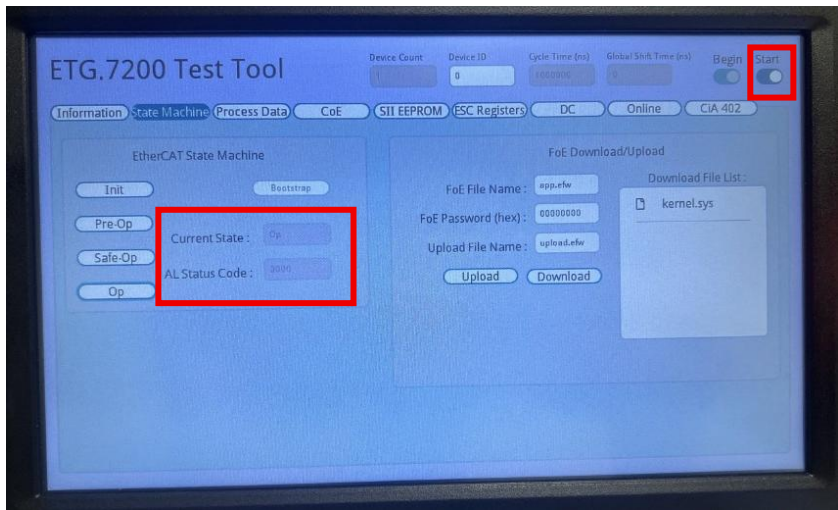 ETG.7200 Test Tool
Device Count
1
Device ID
0
Cycle Time (ns)
1000000
Global Shift Time (ns)
0
Begin
Start
Information
State Machine
Process Data
CoE
SII EEPROM
ESC Registers
DC
Online
CiA 402
EtherCAT State Machine
Init
Bootstrap
Pre-Op
Safe-Op
Op
Current State :
Op
AL Status Code :
0000
FoE Download/Upload
FoE File Name :
app.efw
FoE Password (hex) :
00000000
Upload File Name :
upload.efw
Upload
Download
Download File List :
kernel.sys